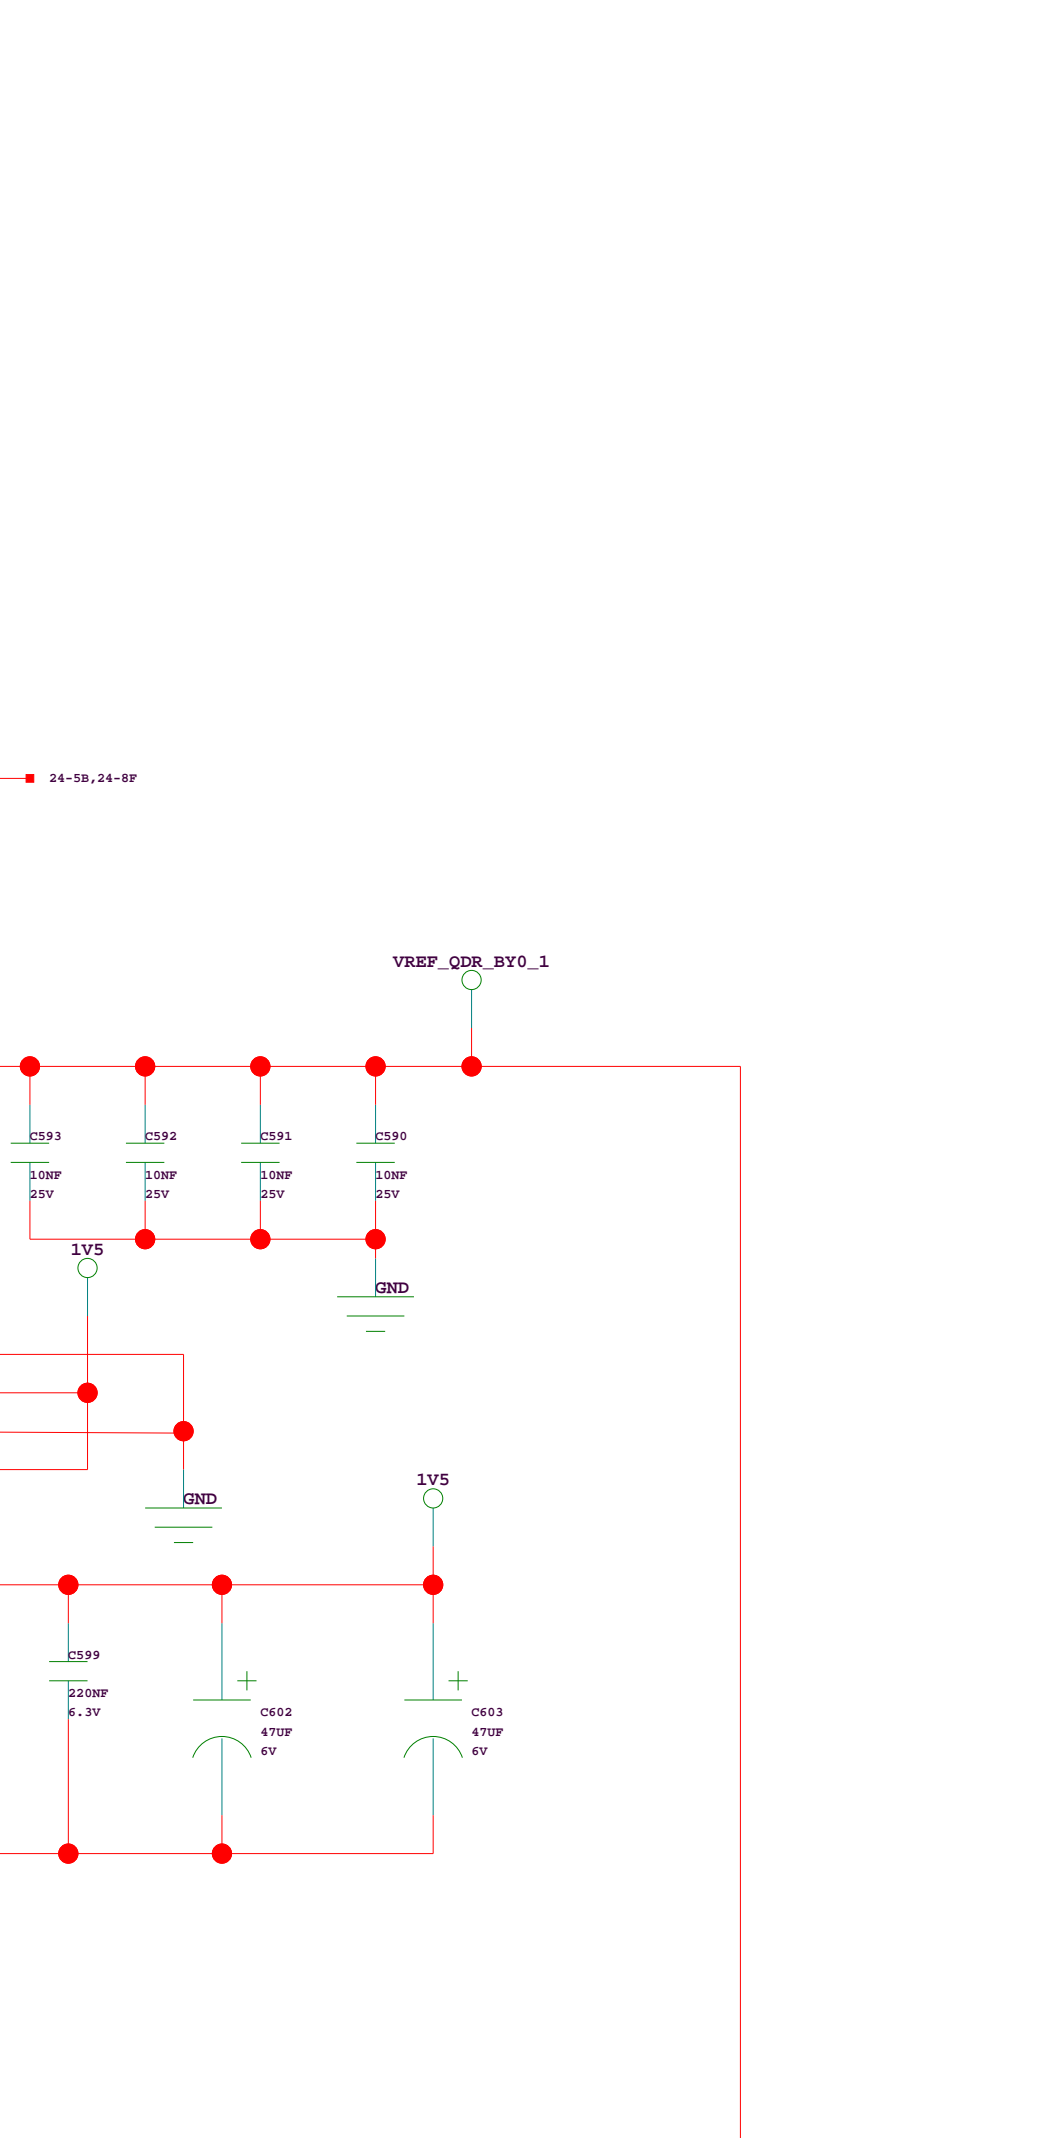 24-5B,24-8F
VREF_QDR_BY0_1
C593
10NF
25V
C592
10NF
25V
C591
10NF
25V
C590
10NF
25V
1V5
GND
GND
1V5
C599
220NF
6.3V
C602
47UF
6V
C603
47UF
6V